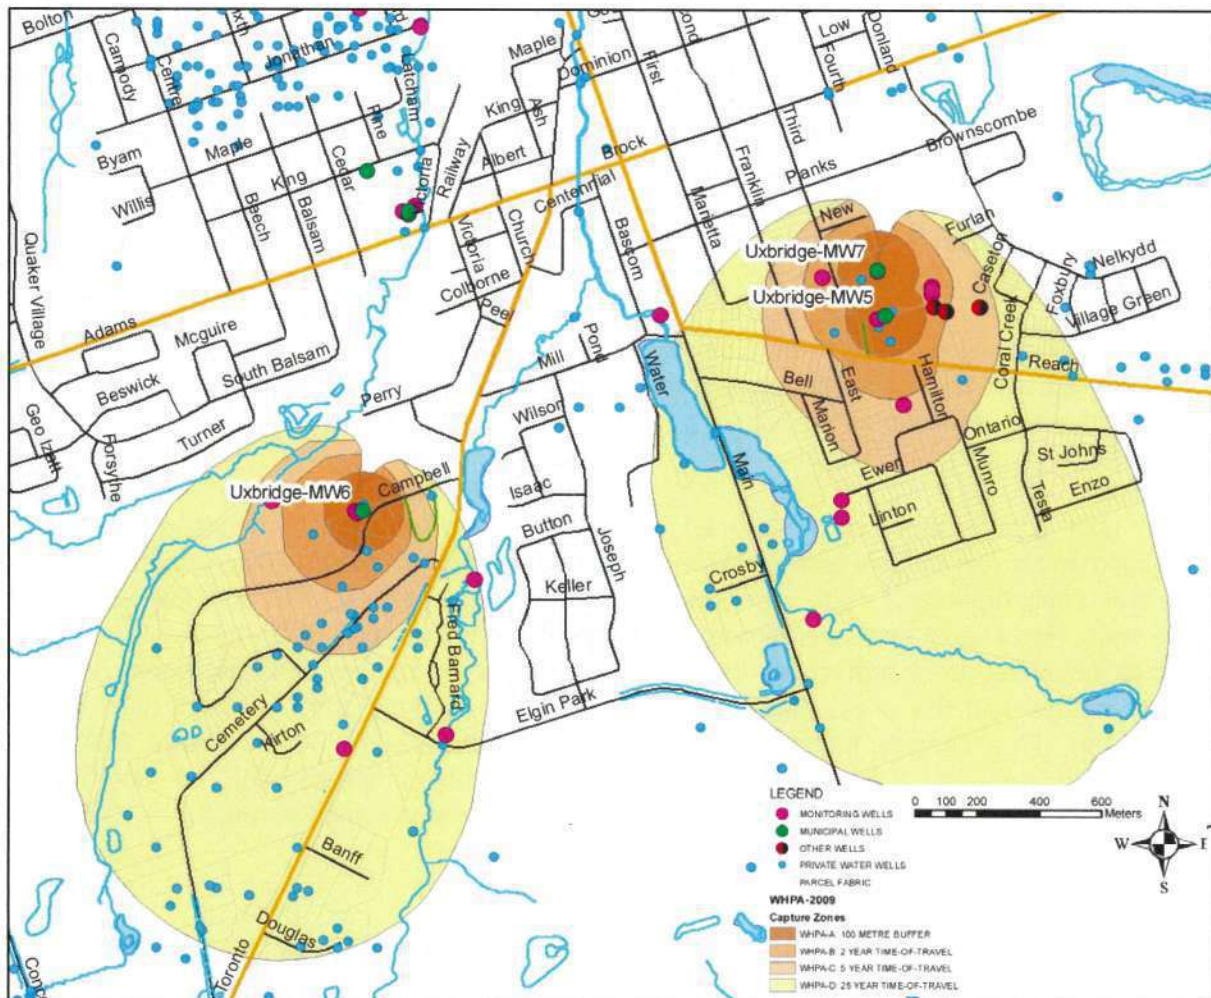 Bolton
Carmody
Centre
Jonathan
Latcham
Pine
Maple
King
Ash
Dominion
First
Low
Fourth
Donland
Third
Byam
Maple
Willis
King
Cedar
Beech
Balsam
Victoria
Railway
Albert
Brock
Centennial
Church
Victoria
Colborne
Peel
Bascom
Marietta
Franklin
Planks
Brownscombe
New
Furlan
Caseton
Foxbury
Nelkydd
Village Green
Coral Creek
Reach
Uxbridge-MW7
Uxbridge-MW5
Quaker Village
Adams
Mcguire
Beswick
South Balsam
Turner
Forsythe
Perry
Mill
Pond
Water
Wilson
Bell
Marion
East
Hamilton
Ontario
Munro
St Johns
Enzo
Testa
Ewen
Linton
Main
Crosby
Uxbridge-MW6
Campbell
Isaac
Button
Joseph
Keller
Fred Barnard
Elgin Park
Cemetery
Kirton
Banff
Douglas
Toronto
Conc
LEGEND
MONITORING WELLS
MUNICIPAL WELLS
OTHER WELLS
PRIVATE WATER WELLS
PARCEL FABRIC
WHPA-2009
Capture Zones
WHPA-A 100 METRE BUFFER
WHPA-B 2 YEAR TIME-OF-TRAVEL
WHPA-C 5 YEAR TIME-OF-TRAVEL
WHPA-D 25 YEAR TIME-OF-TRAVEL
0 100 200 400 600
Meters
N
W
S